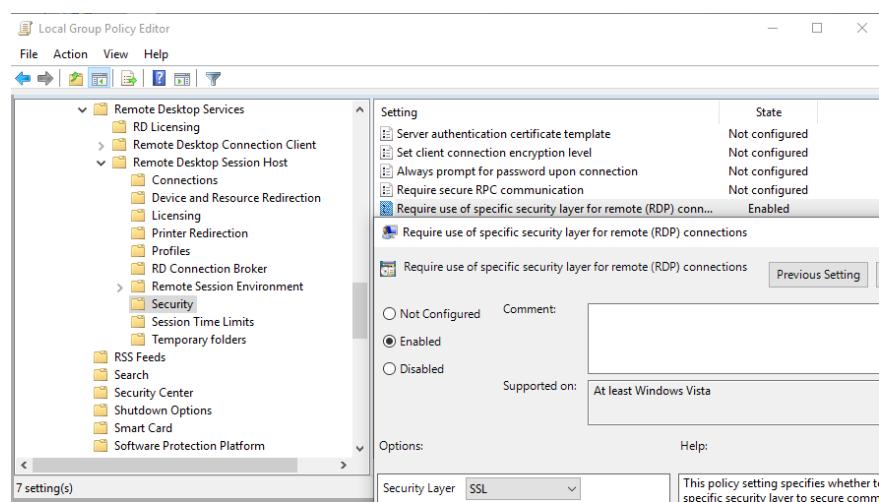 Local Group Policy Editor
File Action View Help
Remote Desktop Services
RD Licensing
Remote Desktop Connection Client
Remote Desktop Session Host
Connections
Device and Resource Redirection
Licensing
Printer Redirection
Profiles
RD Connection Broker
Remote Session Environment
Security
Session Time Limits
Temporary folders
RSS Feeds
Search
Security Center
Shutdown Options
Smart Card
Software Protection Platform
7 setting(s)
Setting State
Server authentication certificate template Not configured
Set client connection encryption level Not configured
Always prompt for password upon connection Not configured
Require secure RPC communication Not configured
Require use of specific security layer for remote (RDP) conn... Enabled
Require use of specific security layer for remote (RDP) connections
Require use of specific security layer for remote (RDP) connections
Previous Setting
Not Configured
Enabled
Disabled
Comment:
Supported on:
At least Windows Vista
Options:
Help:
Security Layer SSL
This policy setting specifies whether t
specific security layer to secure comm